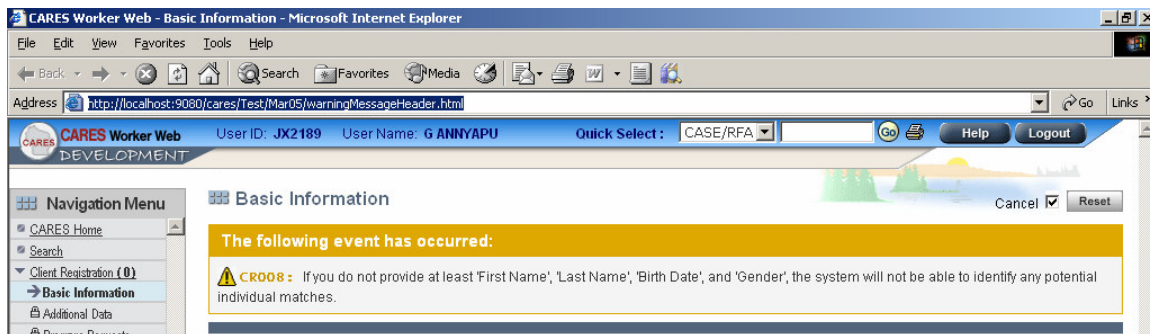 CARES Worker Web - Basic Information - Microsoft Internet Explorer
File Edit View Favorites Tools Help
Back Search Favorites Media
Address http://localhost:9080/cares/Test/Mar05/warningMessageHeader.html Go Links
CARES CARES Worker Web User ID: JX2189 User Name: G ANNYAPU Quick Select : CASE/RFA Go Help Logout
DEVELOPMENT
Navigation Menu Basic Information Cancel Reset
CARES Home
Search
The following event has occurred:
Client Registration (0)
Basic Information
Additional Data
CR008 : If you do not provide at least 'First Name', 'Last Name', 'Birth Date', and 'Gender', the system will not be able to identify any potential
individual matches.